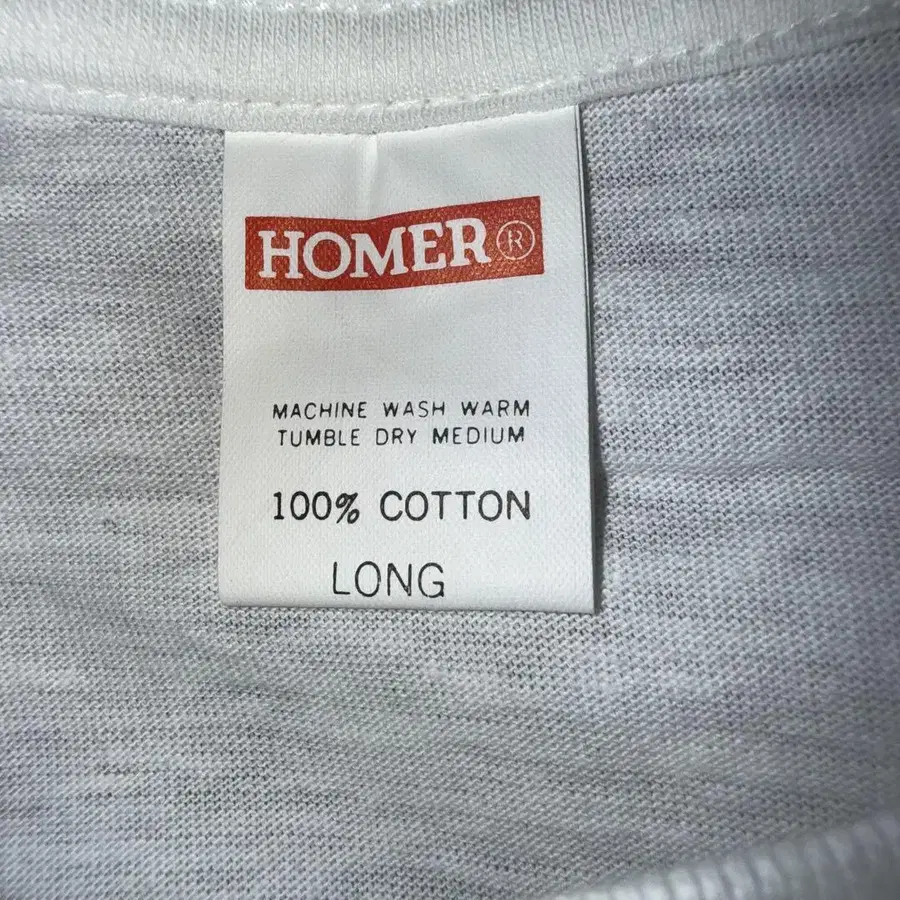 HOMER®
MACHINE WASH WARM
TUMBLE DRY MEDIUM
100% COTTON
LONG